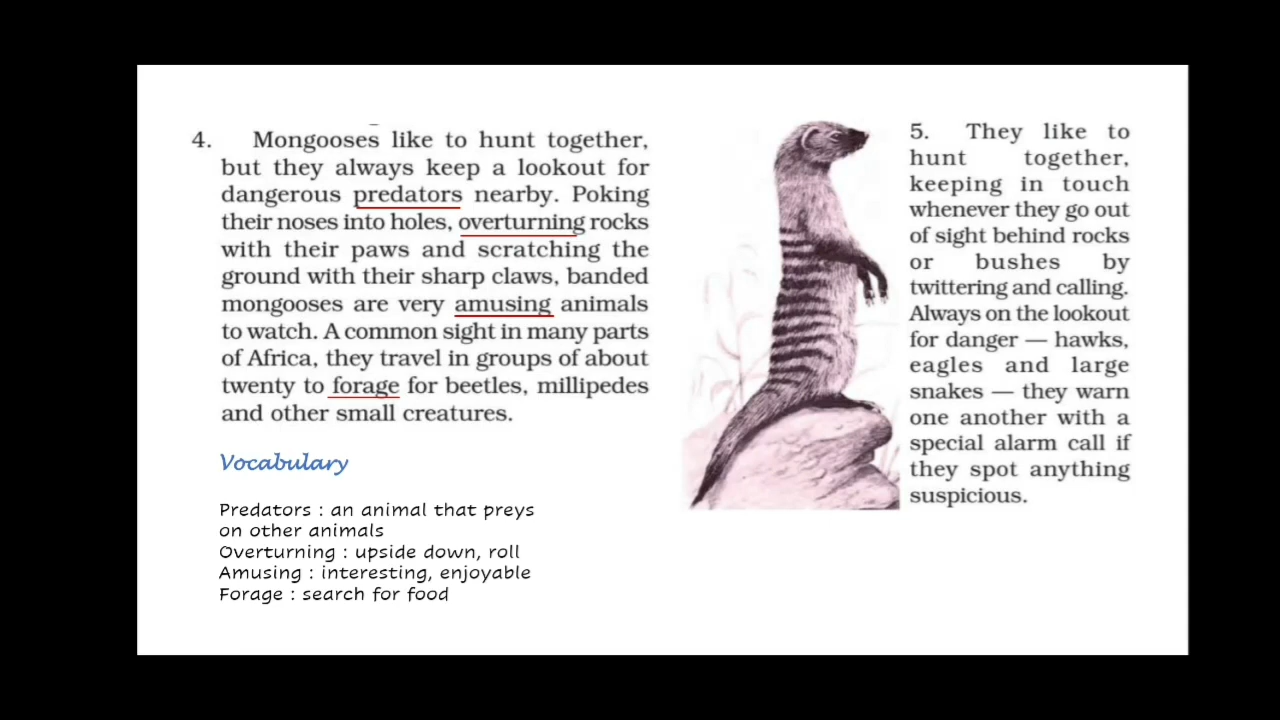 4. Mongooses like to hunt together,
but they always keep a lookout for
dangerous predators nearby. Poking
their noses into holes, overturning rocks
with their paws and scratching the
ground with their sharp claws, banded
mongooses are very amusing animals
to watch. A common sight in many parts
of Africa, they travel in groups of about
twenty to forage for beetles, millipedes
and other small creatures.
Vocabulary
Predators : an animal that preys
on other animals
Overturning : upside down, roll
Amusing : interesting, enjoyable
Forage : search for food
5. They like to
hunt together,
keeping in touch
whenever they go out
of sight behind rocks
or bushes by
twittering and calling.
Always on the lookout
for danger — hawks,
eagles and large
snakes — they warn
one another with a
special alarm call if
they spot anything
suspicious.